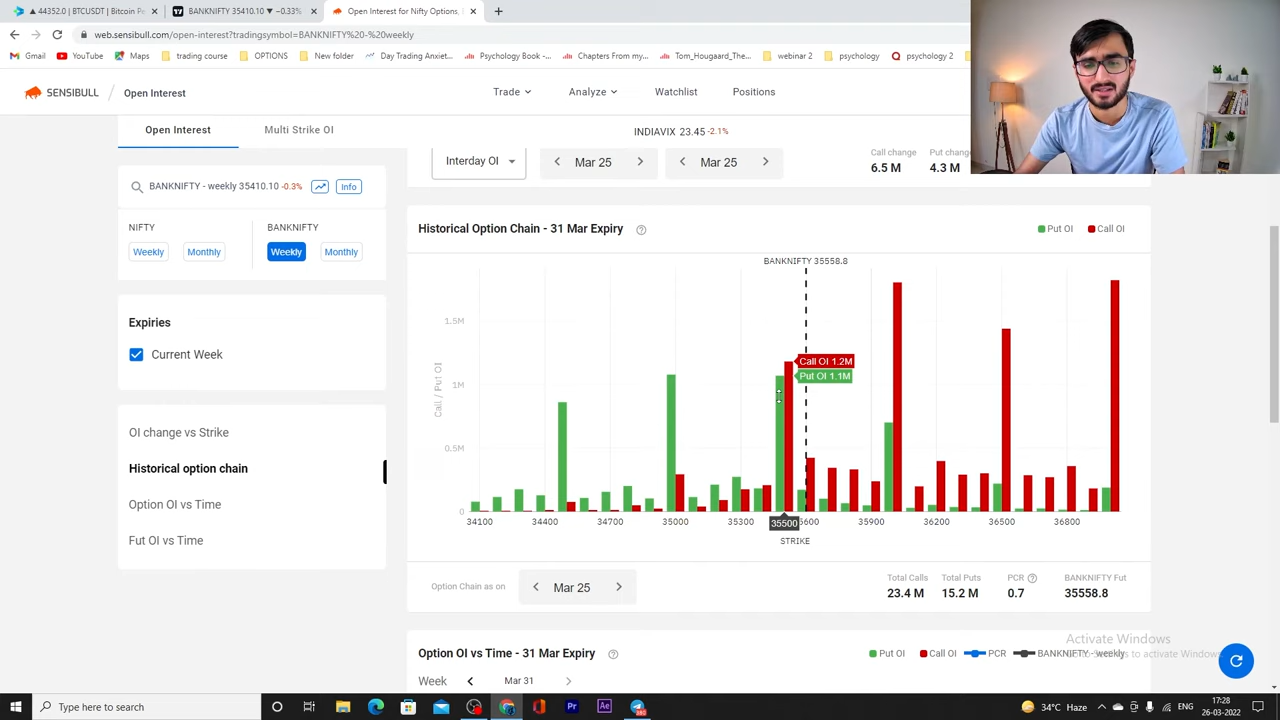 ▲ 44352.0 | BTCUSDT | Bitcoin Pe
BANKNIFTY 35410.10 −0.33%
Open Interest for Nifty Options,
web.sensibull.com/open-interest?tradingsymbol=BANKNIFTY%20-%20weekly
Gmail YouTube Maps trading course OPTIONS New folder Day Trading Anxiet... Psychology Book -... Chapters From my... Tom_Hougaard_The... webinar 2 psychology psychology 2
SENSIBULL / Open Interest
Trade Analyze Watchlist Positions
Open Interest Multi Strike OI
INDIAVIX 23.45 -2.1%
Interday OI Mar 25 Mar 25
Call change Put change
6.5 M 4.3 M
BANKNIFTY - weekly 35410.10 -0.3% Info
NIFTY BANKNIFTY
Weekly Monthly Weekly Monthly
Expiries
Current Week
OI change vs Strike
Historical option chain
Option OI vs Time
Fut OI vs Time
Historical Option Chain - 31 Mar Expiry
Put OI Call OI
BANKNIFTY 35558.8
1.5M
1M
0.5M
0
Call / Put OI
Call OI 1.2M
Put OI 1.1M
34100 34400 34700 35000 35300 35500 5600 35900 36200 36500 36800
STRIKE
Option Chain as on Mar 25
Total Calls Total Puts PCR BANKNIFTY Fut
23.4 M 15.2 M 0.7 35558.8
Option OI vs Time - 31 Mar Expiry
Put OI Call OI PCR BANKNIFTY - weekly
Week Mar 31
Activate Windows
Type here to search
34°C Haze ENG
17:28
26-03-2022